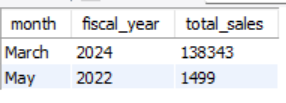 month fiscal_year total_sales
March 2024 138343
May 2022 1499